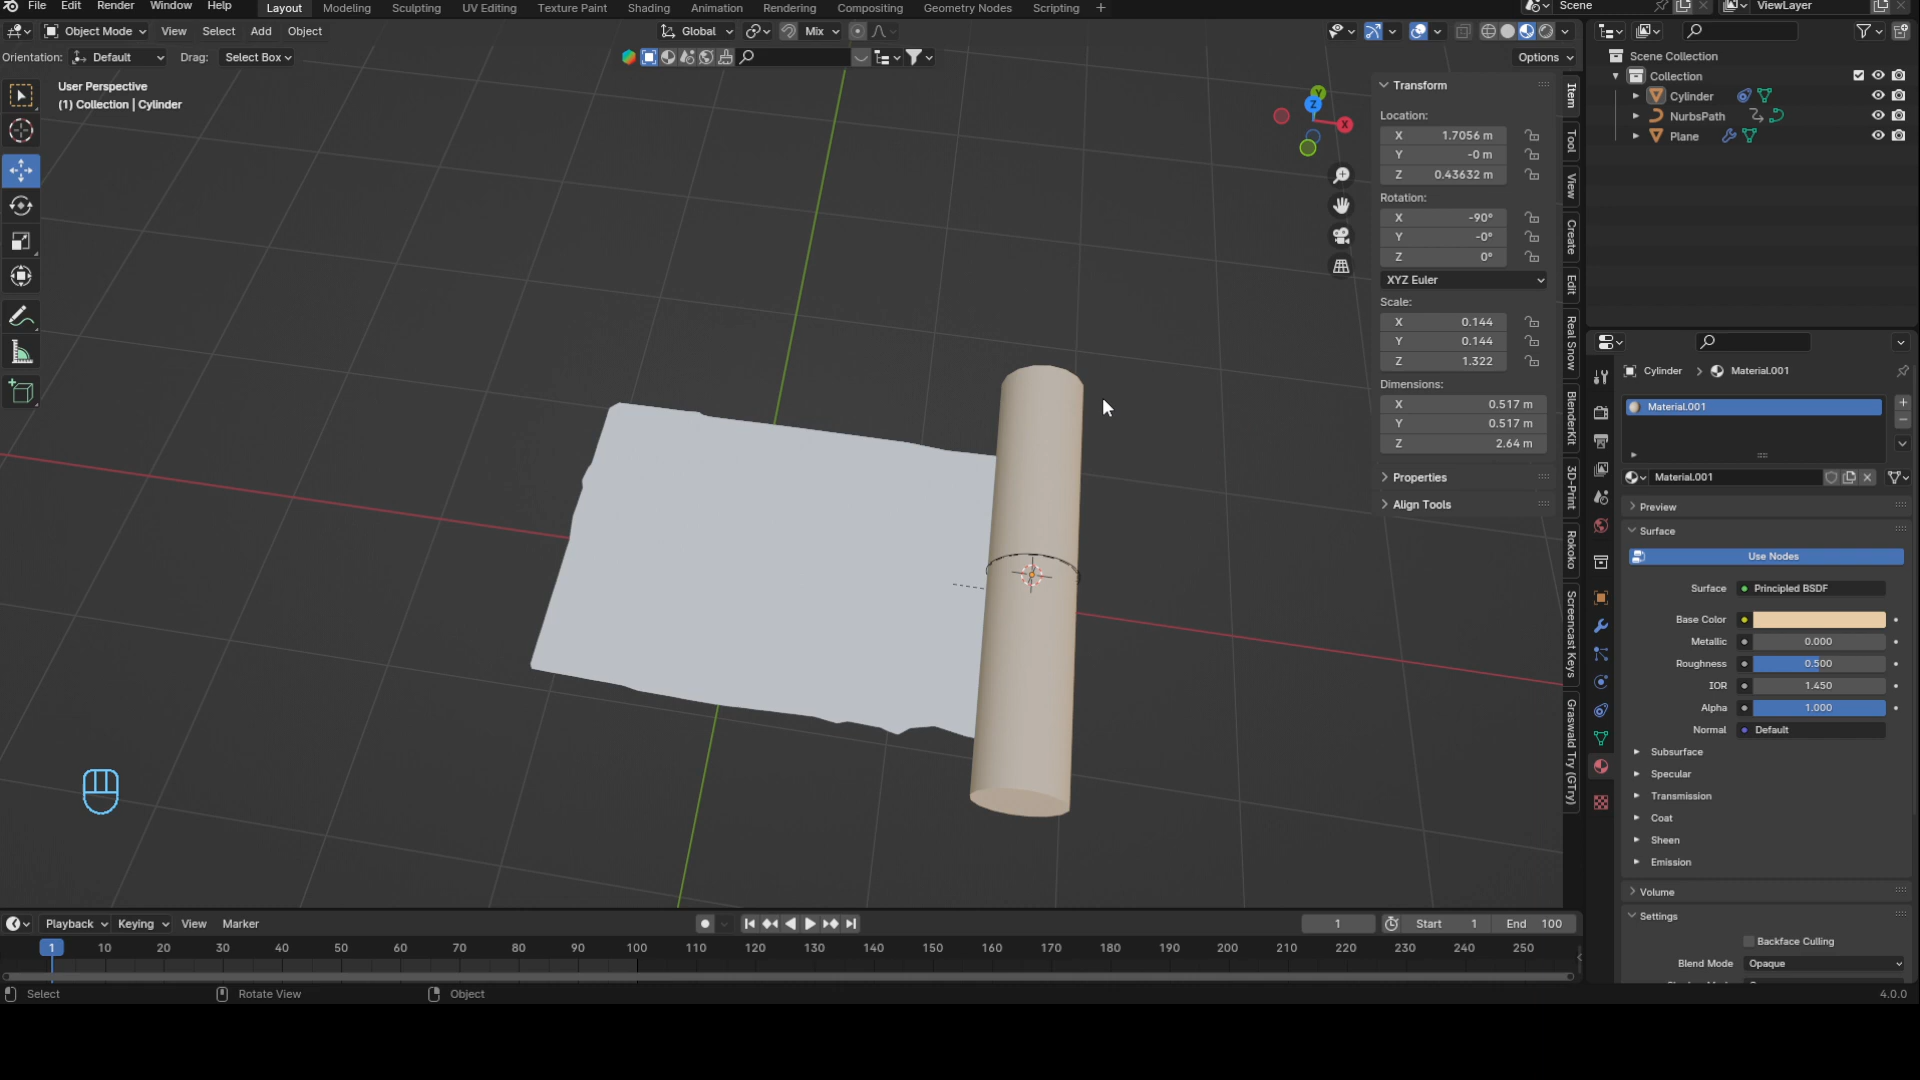 File Edit Render Window Help Layout Modeling Sculpting UV Editing Texture Paint Shading Animation Rendering Compositing Geometry Nodes Scripting + Scene ViewLayer
Object Mode View Select Add Object Global Mix
Orientation: Default Drag: Select Box Options
User Perspective
(1) Collection | Cylinder
Z
Y
X
Transform
Location:
X 1.7056 m
Y -0 m
Z 0.43632 m
Rotation:
X -90°
Y -0°
Z 0°
XYZ Euler
Scale:
X 0.144
Y 0.144
Z 1.322
Dimensions:
X 0.517 m
Y 0.517 m
Z 2.64 m
Properties
Align Tools
Item
Tool
View
Create
Edit
Real Snow
BlenderKit
3D-Print
Rokoko
Screencast Keys
Graswald Try (GTry)
Scene Collection
Collection
Cylinder
NurbsPath
Plane
Cylinder > Material.001
Material.001
Material.001
Preview
Surface
Use Nodes
Surface Principled BSDF
Base Color
Metallic 0.000
Roughness 0.500
IOR 1.450
Alpha 1.000
Normal Default
Subsurface
Specular
Transmission
Coat
Sheen
Emission
Volume
Settings
Backface Culling
Blend Mode Opaque
Playback Keying View Marker 1 Start 1 End 100
1 10 20 30 40 50 60 70 80 90 100 110 120 130 140 150 160 170 180 190 200 210 220 230 240 250
Select Rotate View Object 4.0.0